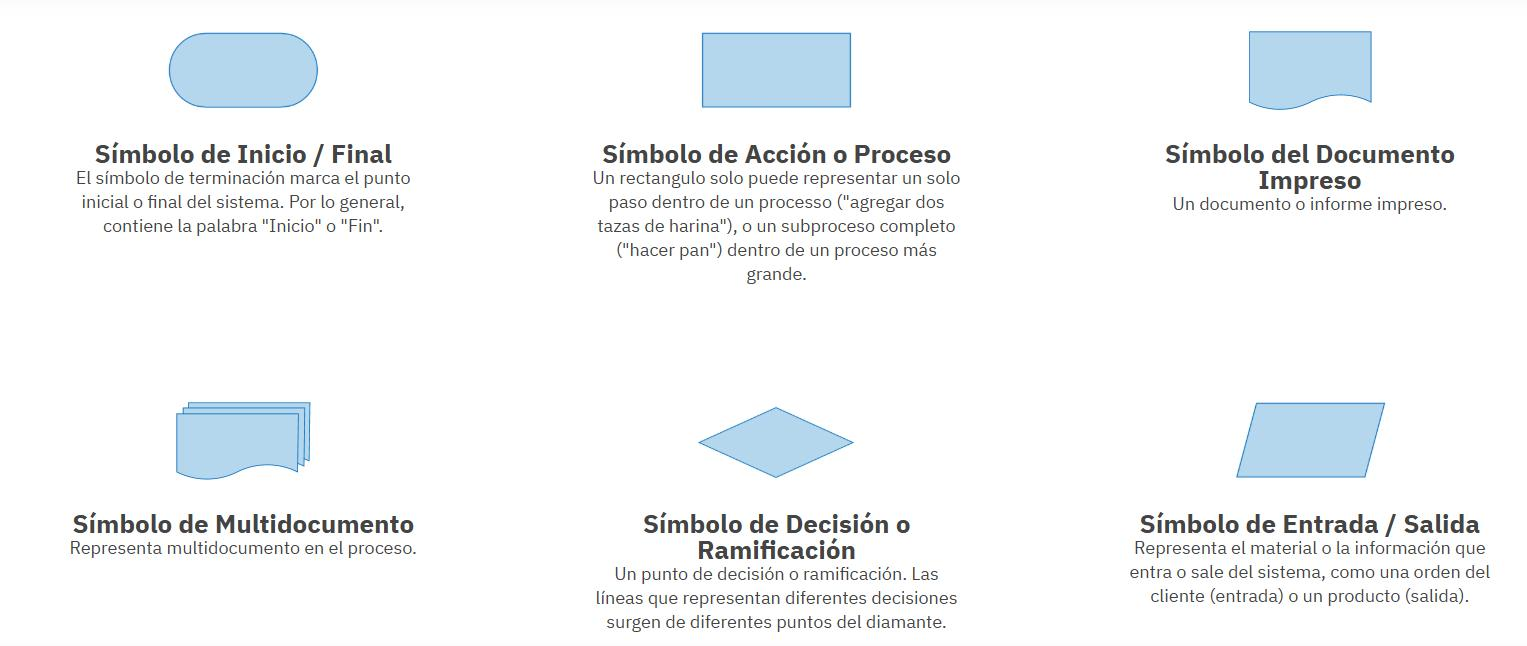 Símbolo de Inicio / Final
El símbolo de terminación marca el punto
inicial o final del sistema. Por lo general,
contiene la palabra "Inicio" o "Fin".
Símbolo de Acción o Proceso
Un rectangulo solo puede representar un solo
paso dentro de un processo ("agregar dos
tazas de harina"), o un subproceso completo
("hacer pan") dentro de un proceso más
grande.
Símbolo del Documento
Impreso
Un documento o informe impreso.
Símbolo de Multidocumento
Representa multidocumento en el proceso.
Símbolo de Decisión o
Ramificación
Un punto de decisión o ramificación. Las
líneas que representan diferentes decisiones
surgen de diferentes puntos del diamante.
Símbolo de Entrada / Salida
Representa el material o la información que
entra o sale del sistema, como una orden del
cliente (entrada) o un producto (salida).